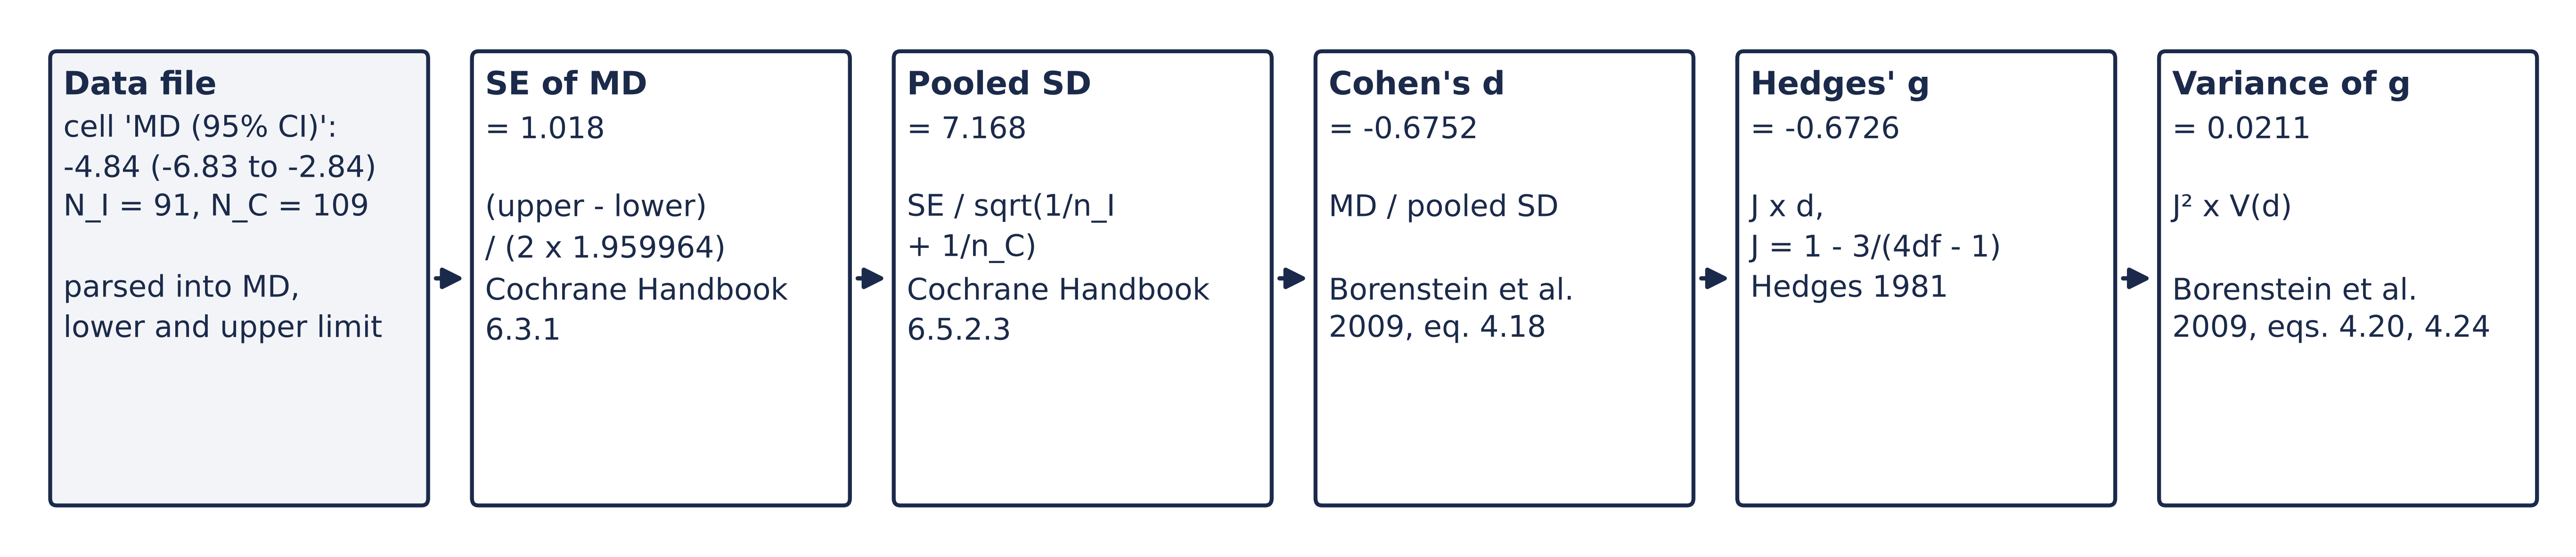 Data file
cell 'MD (95% CI)':
-4.84 (-6.83 to -2.84)
N_I = 91, N_C = 109
parsed into MD,
lower and upper limit
SE of MD
= 1.018
(upper - lower)
/ (2 x 1.959964)
Cochrane Handbook
6.3.1
Pooled SD
= 7.168
SE / sqrt(1/n_I
+ 1/n_C)
Cochrane Handbook
6.5.2.3
Cohen's d
= -0.6752
MD / pooled SD
Borenstein et al.
2009, eq. 4.18
Hedges' g
= -0.6726
J x d,
J = 1 - 3/(4df - 1)
Hedges 1981
Variance of g
= 0.0211
J² x V(d)
Borenstein et al.
2009, eqs. 4.20, 4.24